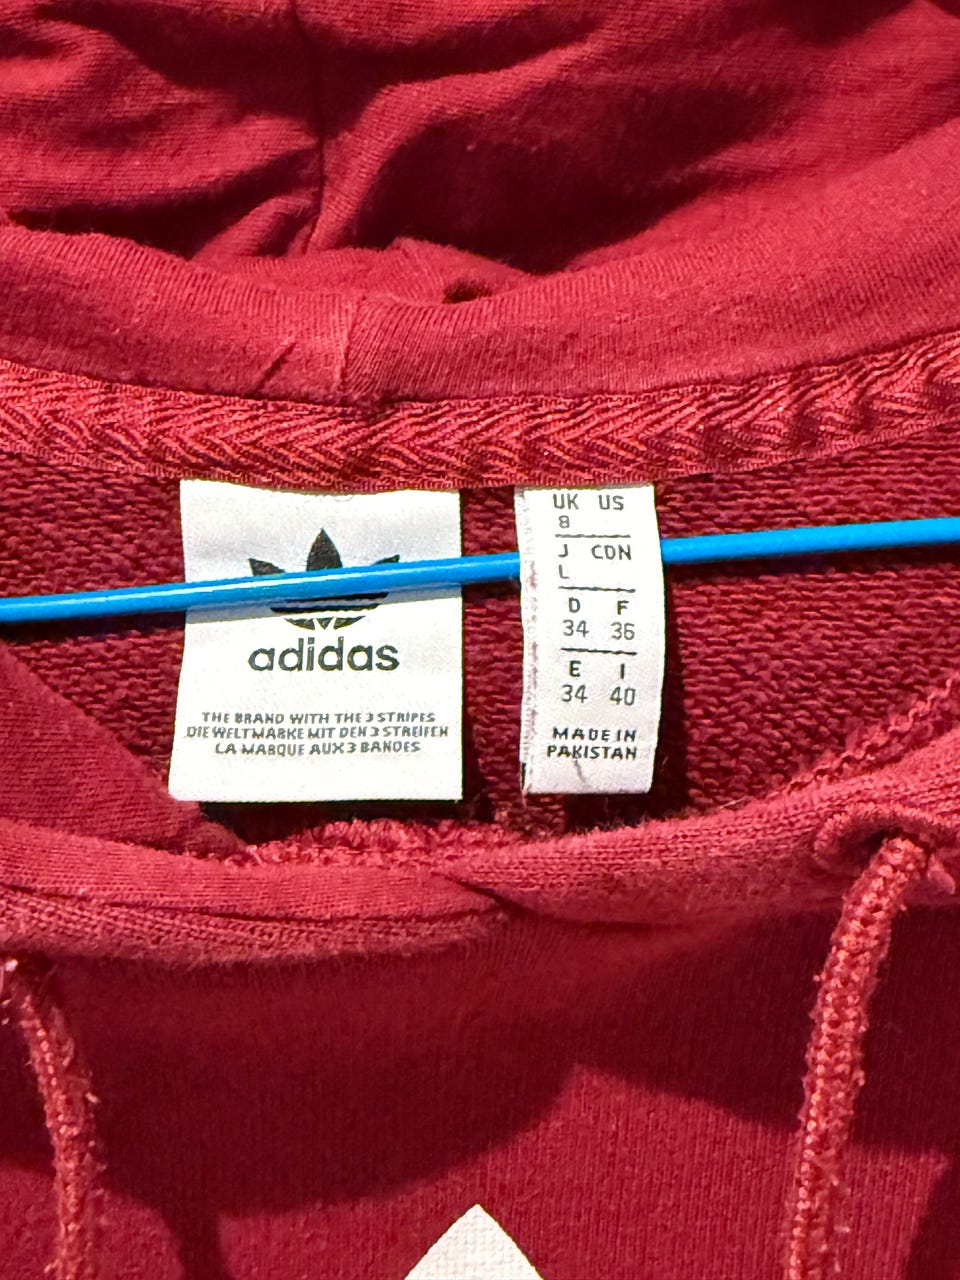 adidas
THE BRAND WITH THE 3 STRIPES
DIE WELTMARKE MIT DEN 3 STREIFEN
LA MARQUE AUX 3 BANDES
UK US
8
J CDN
L
D F
34 36
E I
34 40
MADE IN
PAKISTAN